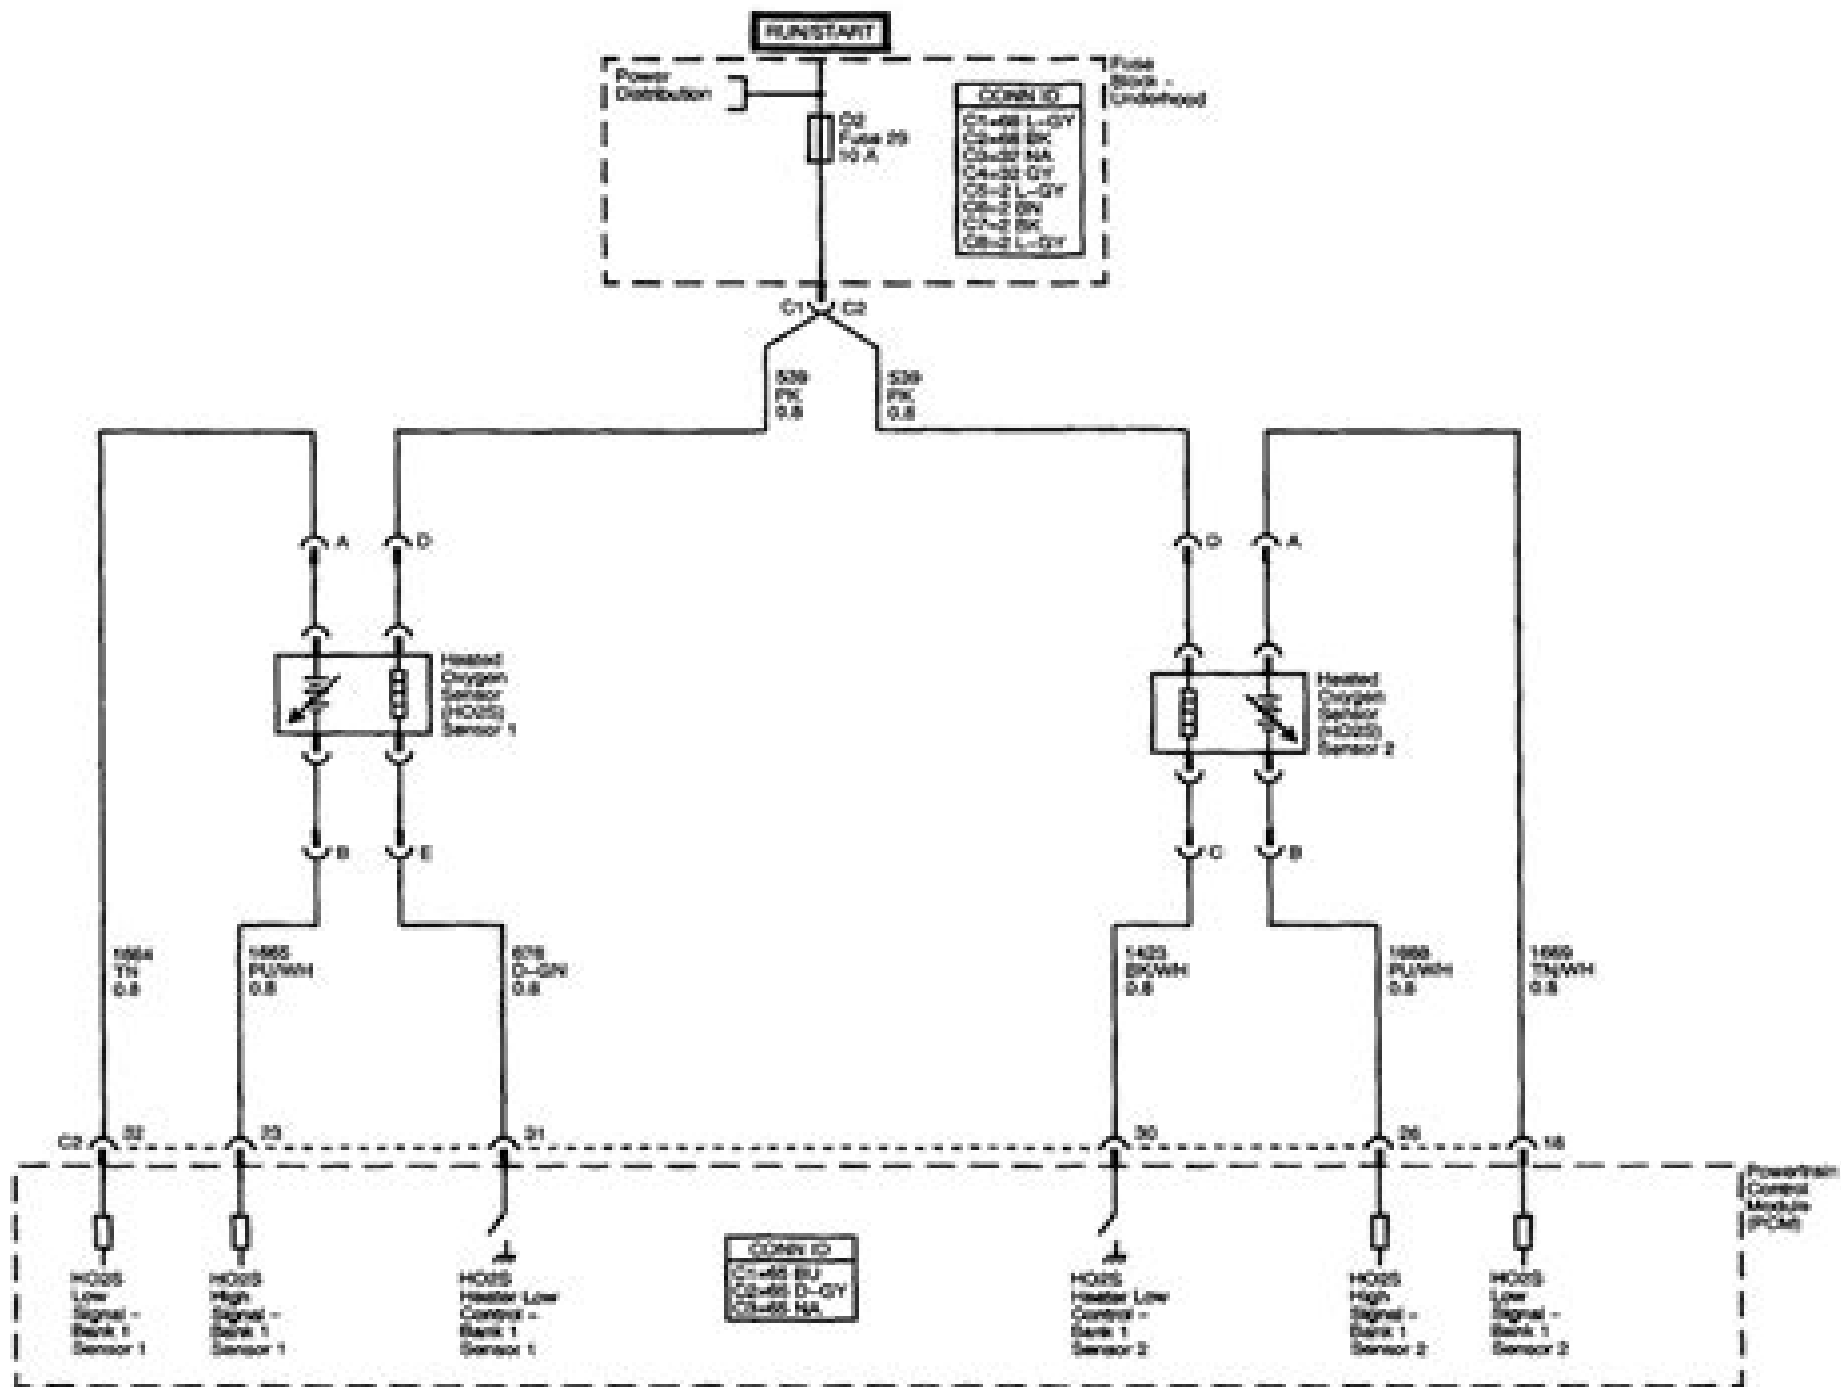 RUN/START
Power
Distribution
Fuse
Block -
Underhood
O2
Fuse 29
10 A
CONN ID
C1=68 L-GY
C2=68 BK
C3=32 NA
C4=32 GY
C5=2 L-GY
C6=2 BN
C7=2 BK
C8=2 L-GY
C1
C2
539
PK
0.8
539
PK
0.8
A
D
D
A
Heated
Oxygen
Sensor
(HO2S)
Sensor 1
Heated
Oxygen
Sensor
(HO2S)
Sensor 2
B
E
C
B
1664
TN
0.8
1665
PU/WH
0.8
676
D-GN
0.8
1423
BK/WH
0.8
PU/WH
0.8
1669
TN/WH
0.8
C2
32
23
31
30
18
Powertrain
Control
Module
(PCM)
HO2S
Low
Signal -
Bank 1
Sensor 1
HO2S
High
Signal -
Bank 1
Sensor 1
HO2S
Heater Low
Control -
Bank 1
Sensor 1
CONN ID
C1=65 BU
C2=65 D-GY
C3=65 NA
HO2S
Heater Low
Control -
Bank 1
Sensor 2
HO2S
High
Signal -
Bank 1
Sensor 2
HO2S
Low
Signal -
Bank 1
Sensor 2